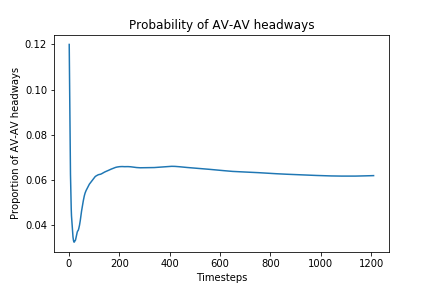 Probability of AV-AV headways
0.12
0.10
0.08
0.06
0.04
Proportion of AV-AV headways
0 200 400 600 800 1000 1200
Timesteps